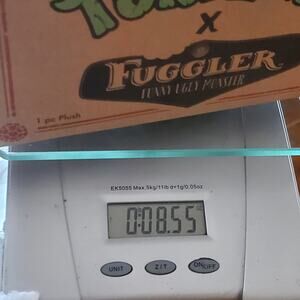 X
FUGGLER
FUNNY UGLY MONSTER
1 pc Plush
EK5055 Max.5kg/11lb d=1g/0.05oz
0:08.55
UNIT
Z/T
ON/OFF